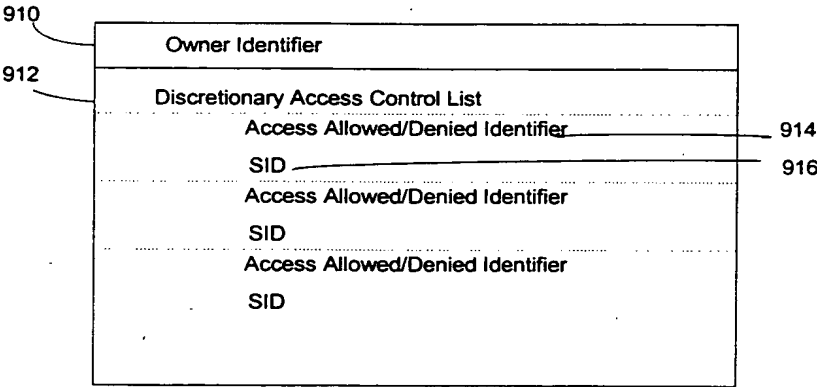 910
Owner Identifier
912
Discretionary Access Control List
Access Allowed/Denied Identifier 914
SID 916
Access Allowed/Denied Identifier
SID
Access Allowed/Denied Identifier
SID